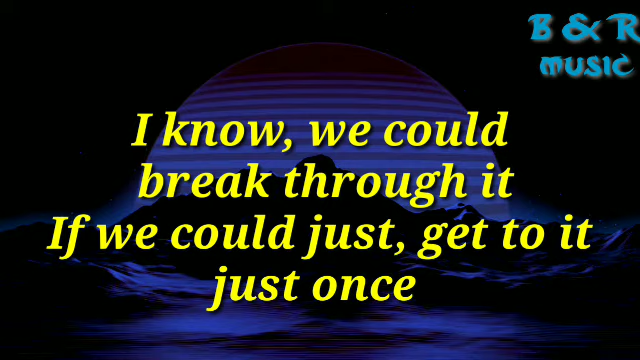 B & R
MUSIC
I know, we could
break through it
If we could just, get to it
just once